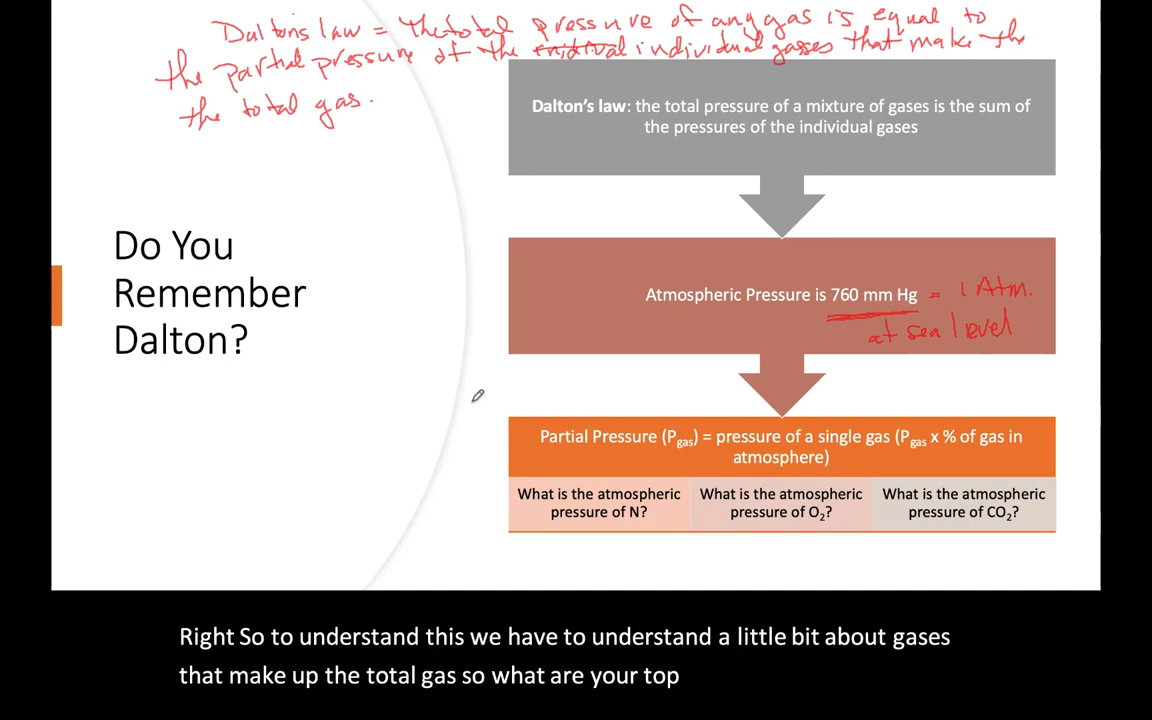 Daltons law = The total pressure of any gas is equal to
the partial pressure of the individual gasses that make the
the total gas.
Dalton's law: the total pressure of a mixture of gases is the sum of
the pressures of the individual gases
Do You
Remember
Dalton?
Atmospheric Pressure is 760 mm Hg = 1 Atm.
at sea level
Partial Pressure (Pgas) = pressure of a single gas (Pgas x % of gas in
atmosphere)
What is the atmospheric
pressure of N?
What is the atmospheric
pressure of O2?
What is the atmospheric
pressure of CO2?
Right So to understand this we have to understand a little bit about gases
that make up the total gas so what are your top